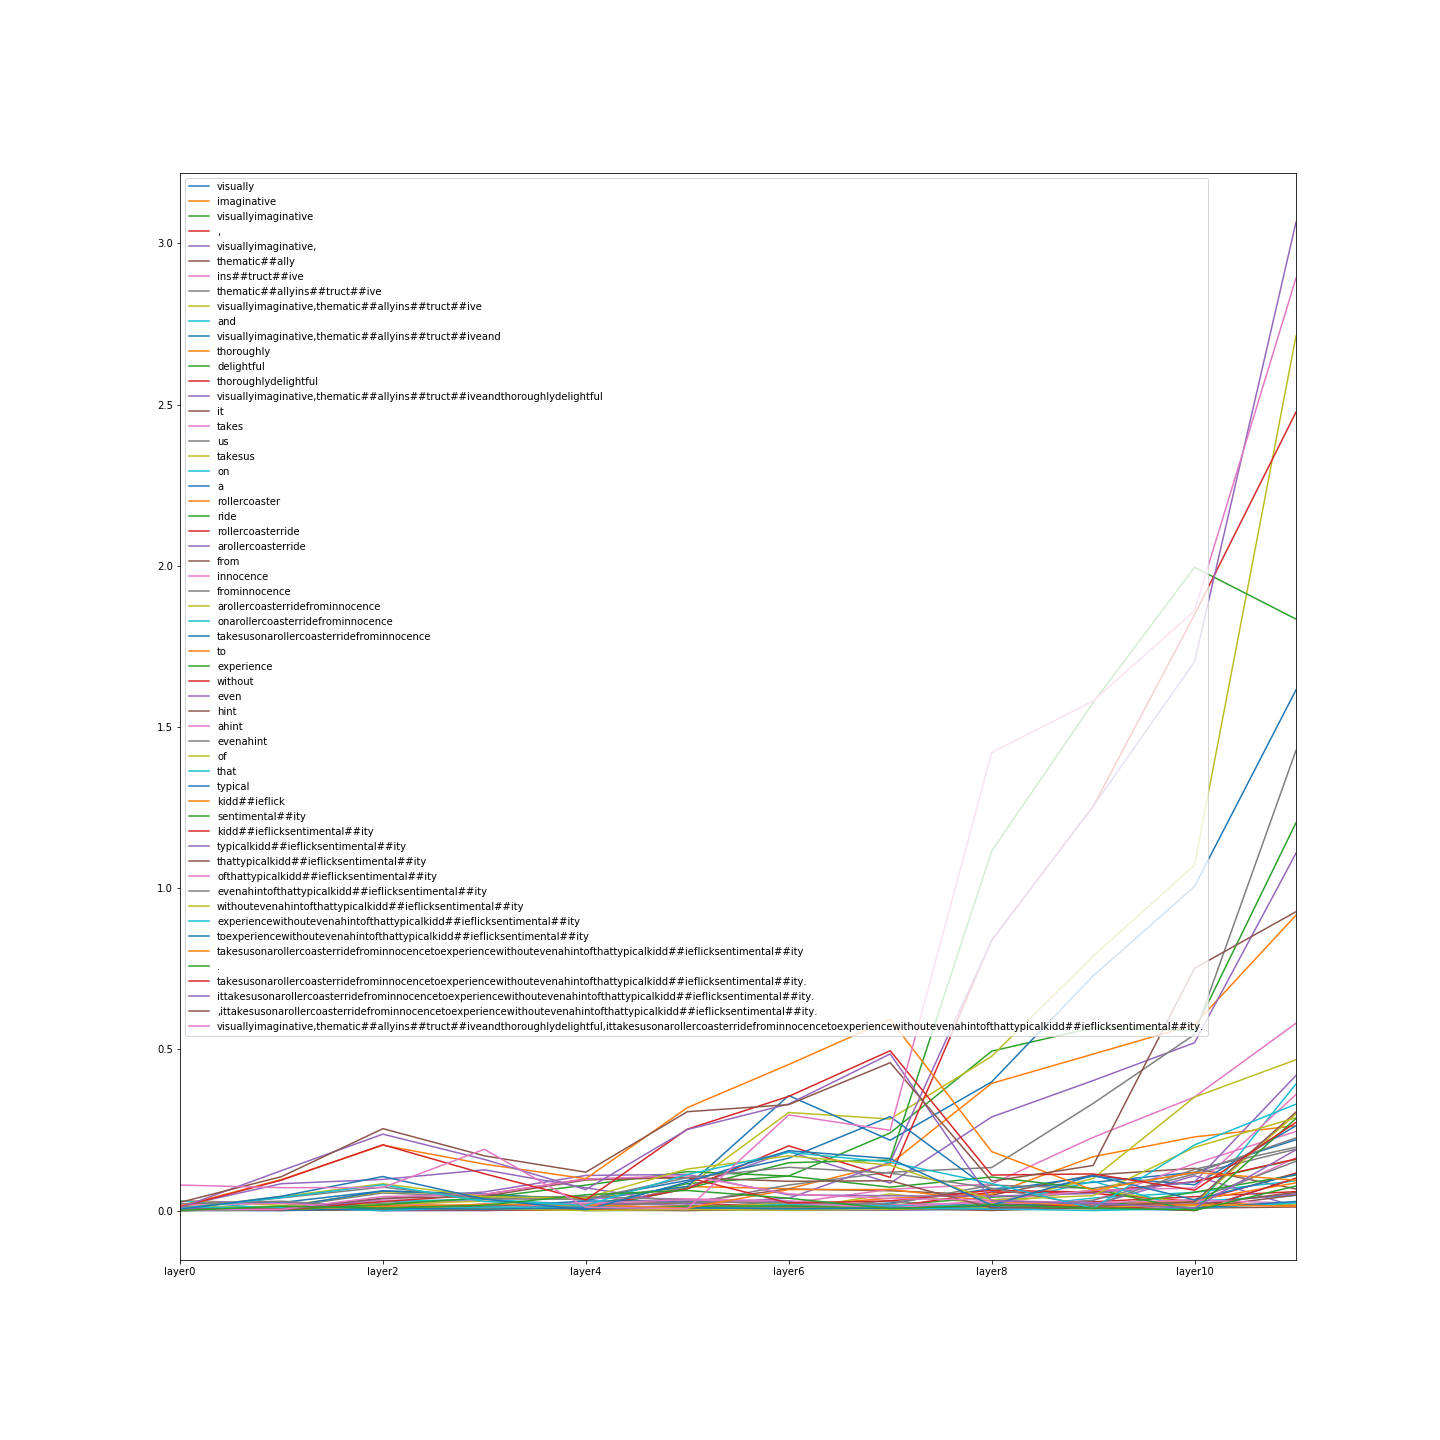 visually
imaginative
visuallyimaginative
,
visuallyimaginative,
thematic##ally
ins##truct##ive
thematic##allyins##truct##ive
visuallyimaginative,thematic##allyins##truct##ive
and
visuallyimaginative,thematic##allyins##truct##iveand
thoroughly
delightful
thoroughlydelightful
visuallyimaginative,thematic##allyins##truct##iveandthoroughlydelightful
it
takes
us
takesus
on
a
rollercoaster
ride
rollercoasterride
arollercoasterride
from
innocence
frominnocence
arollercoasterridefrominnocence
onarollercoasterridefrominnocence
takesusonarollercoasterridefrominnocence
to
experience
without
even
hint
ahint
evenahint
of
that
typical
kidd##ieflick
sentimental##ity
kidd##ieflicksentimental##ity
typicalkidd##ieflicksentimental##ity
thattypicalkidd##ieflicksentimental##ity
ofthattypicalkidd##ieflicksentimental##ity
evenahintofthattypicalkidd##ieflicksentimental##ity
withoutevenahintofthattypicalkidd##ieflicksentimental##ity
experiencewithoutevenahintofthattypicalkidd##ieflicksentimental##ity
toexperiencewithoutevenahintofthattypicalkidd##ieflicksentimental##ity
takesusonarollercoasterridefrominnocencetoexperiencewithoutevenahintofthattypicalkidd##ieflicksentimental##ity
.
takesusonarollercoasterridefrominnocencetoexperiencewithoutevenahintofthattypicalkidd##ieflicksentimental##ity.
ittakesusonarollercoasterridefrominnocencetoexperiencewithoutevenahintofthattypicalkidd##ieflicksentimental##ity.
,ittakesusonarollercoasterridefrominnocencetoexperiencewithoutevenahintofthattypicalkidd##ieflicksentimental##ity.
visuallyimaginative,thematic##allyins##truct##iveandthoroughlydelightful,ittakesusonarollercoasterridefrominnocencetoexperiencewithoutevenahintofthattypicalkidd##ieflicksentimental##ity.
3.0
2.5
2.0
1.5
1.0
0.5
0.0
layer0 layer2 layer4 layer6 layer8 layer10